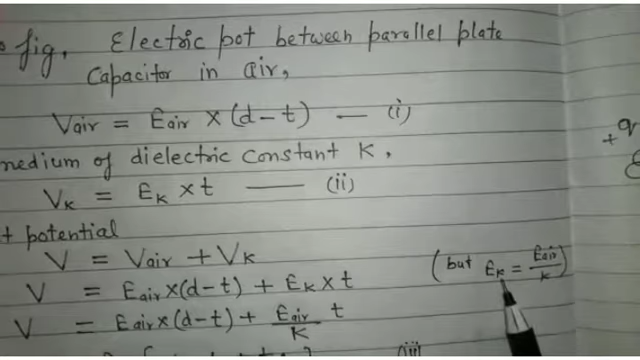 fig. Electric pot between parallel plate
Capacitor in air,
Vair = Eair × (d-t) — (i)
medium of dielectric constant K,
VK = EK × t — (ii)
potential
V = Vair + VK
V = Eair×(d-t) + EK × t (but EK = Eair/K)
V = Eair×(d-t) + Eair/K t
(iii)
+q